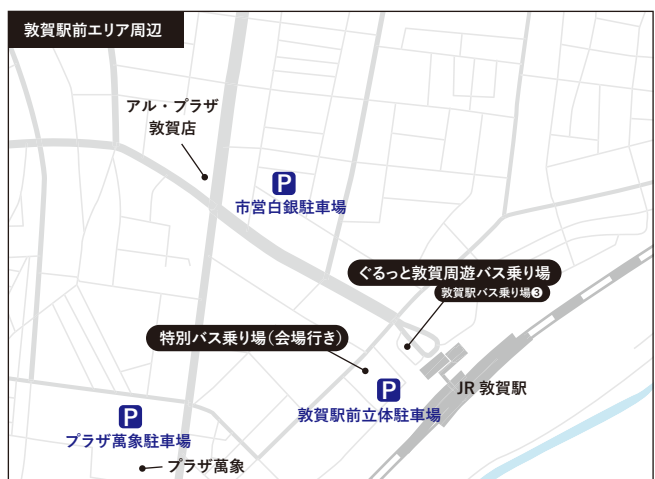 敦賀駅前エリア周辺
アル・プラザ
敦賀店
P
市営白銀駐車場
ぐるっと敦賀周遊バス乗り場
敦賀駅バス乗り場❸
特別バス乗り場(会場行き)
JR 敦賀駅
P
敦賀駅前立体駐車場
P
プラザ萬象駐車場
プラザ萬象